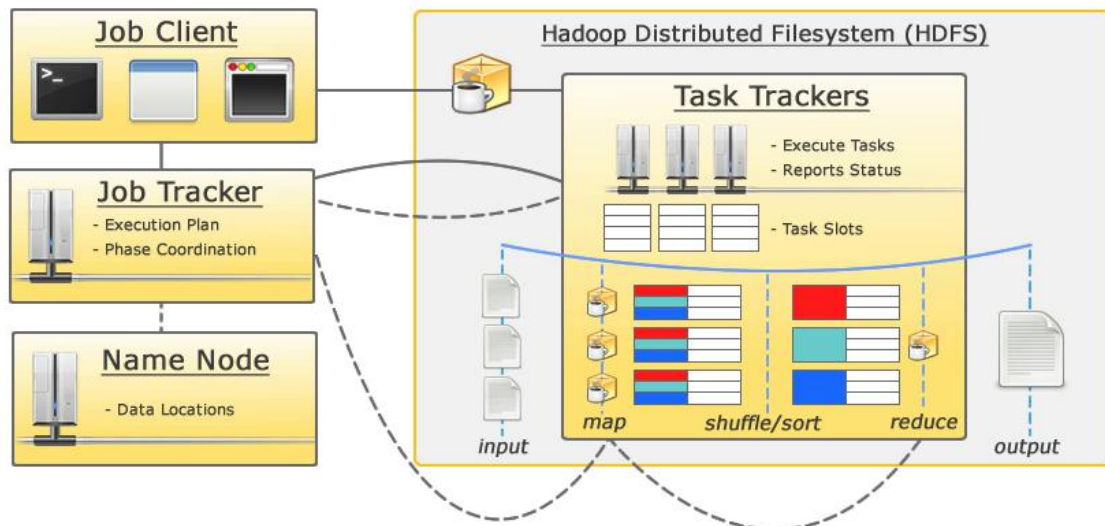 Job Client
>_
Job Tracker
- Execution Plan
- Phase Coordination
Name Node
- Data Locations
Hadoop Distributed Filesystem (HDFS)
Task Trackers
- Execute Tasks
- Reports Status
- Task Slots
input
map
shuffle/sort
reduce
output